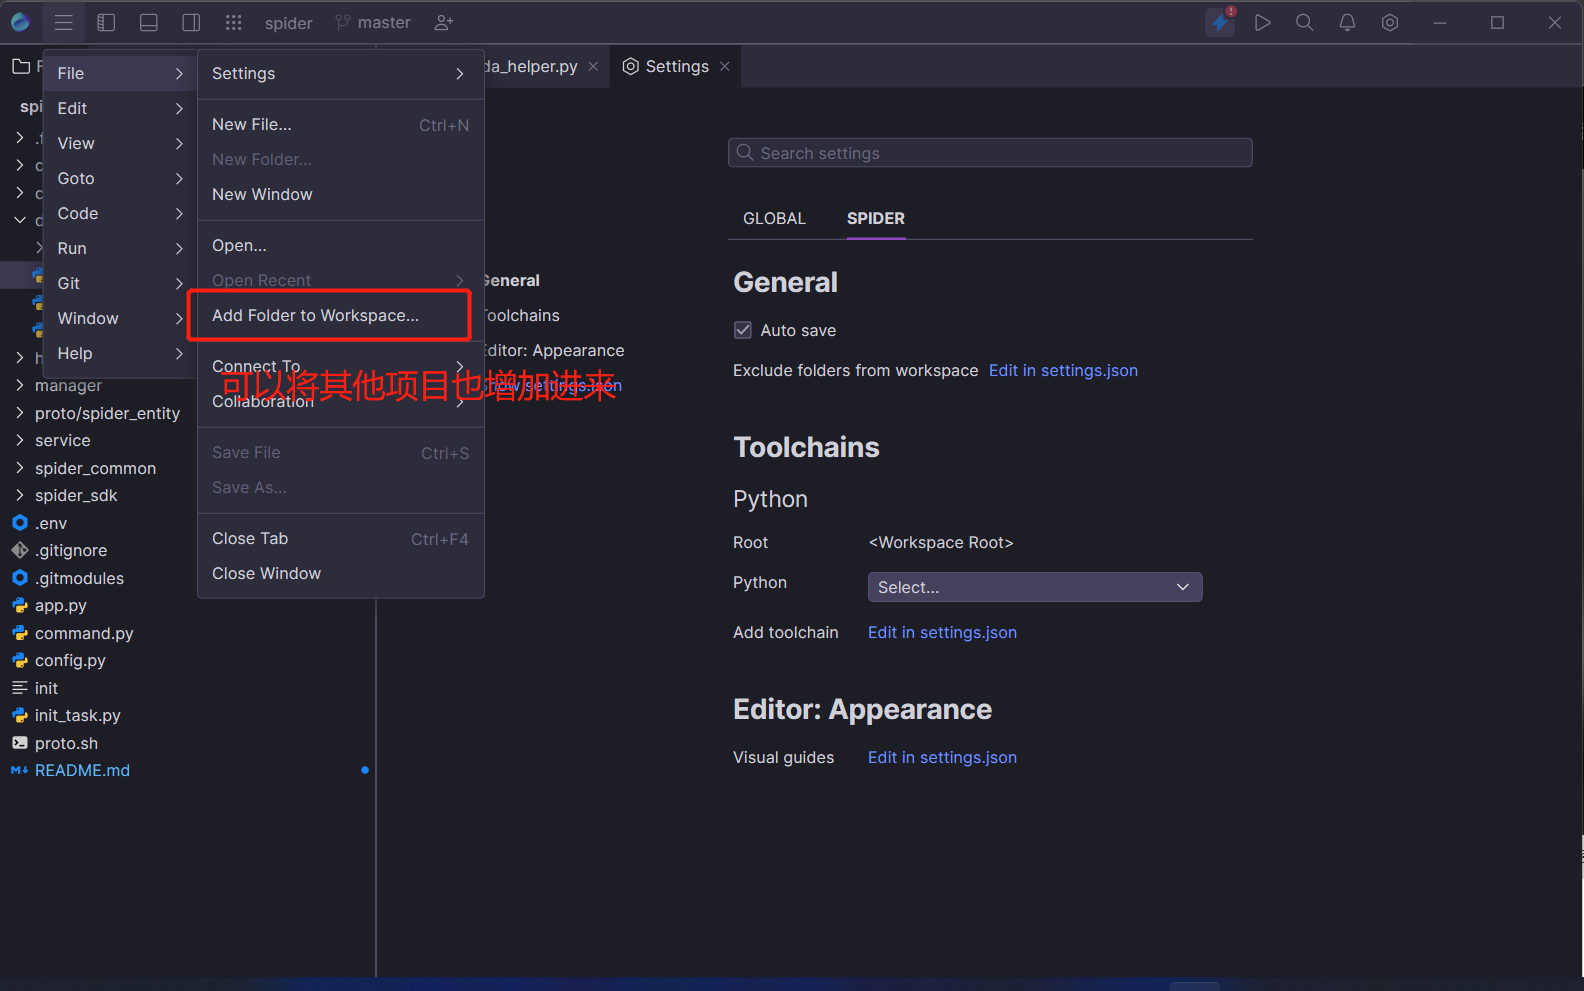 spider
master
File
Edit
View
Goto
Code
Run
Git
Window
Help
Settings
New File... Ctrl+N
New Folder...
New Window
Open...
Open Recent
Add Folder to Workspace...
Connect To
可以将其他项目也增加进来
Collaboration
Save File Ctrl+S
Save As...
Close Tab Ctrl+F4
Close Window
manager
proto/spider_entity
service
spider_common
spider_sdk
.env
.gitignore
.gitmodules
app.py
command.py
config.py
init
init_task.py
proto.sh
README.md
da_helper.py
Settings
General
Toolchains
Editor: Appearance
Show settings.json
Search settings
GLOBAL SPIDER
General
Auto save
Exclude folders from workspace Edit in settings.json
Toolchains
Python
Root <Workspace Root>
Python Select...
Add toolchain Edit in settings.json
Editor: Appearance
Visual guides Edit in settings.json